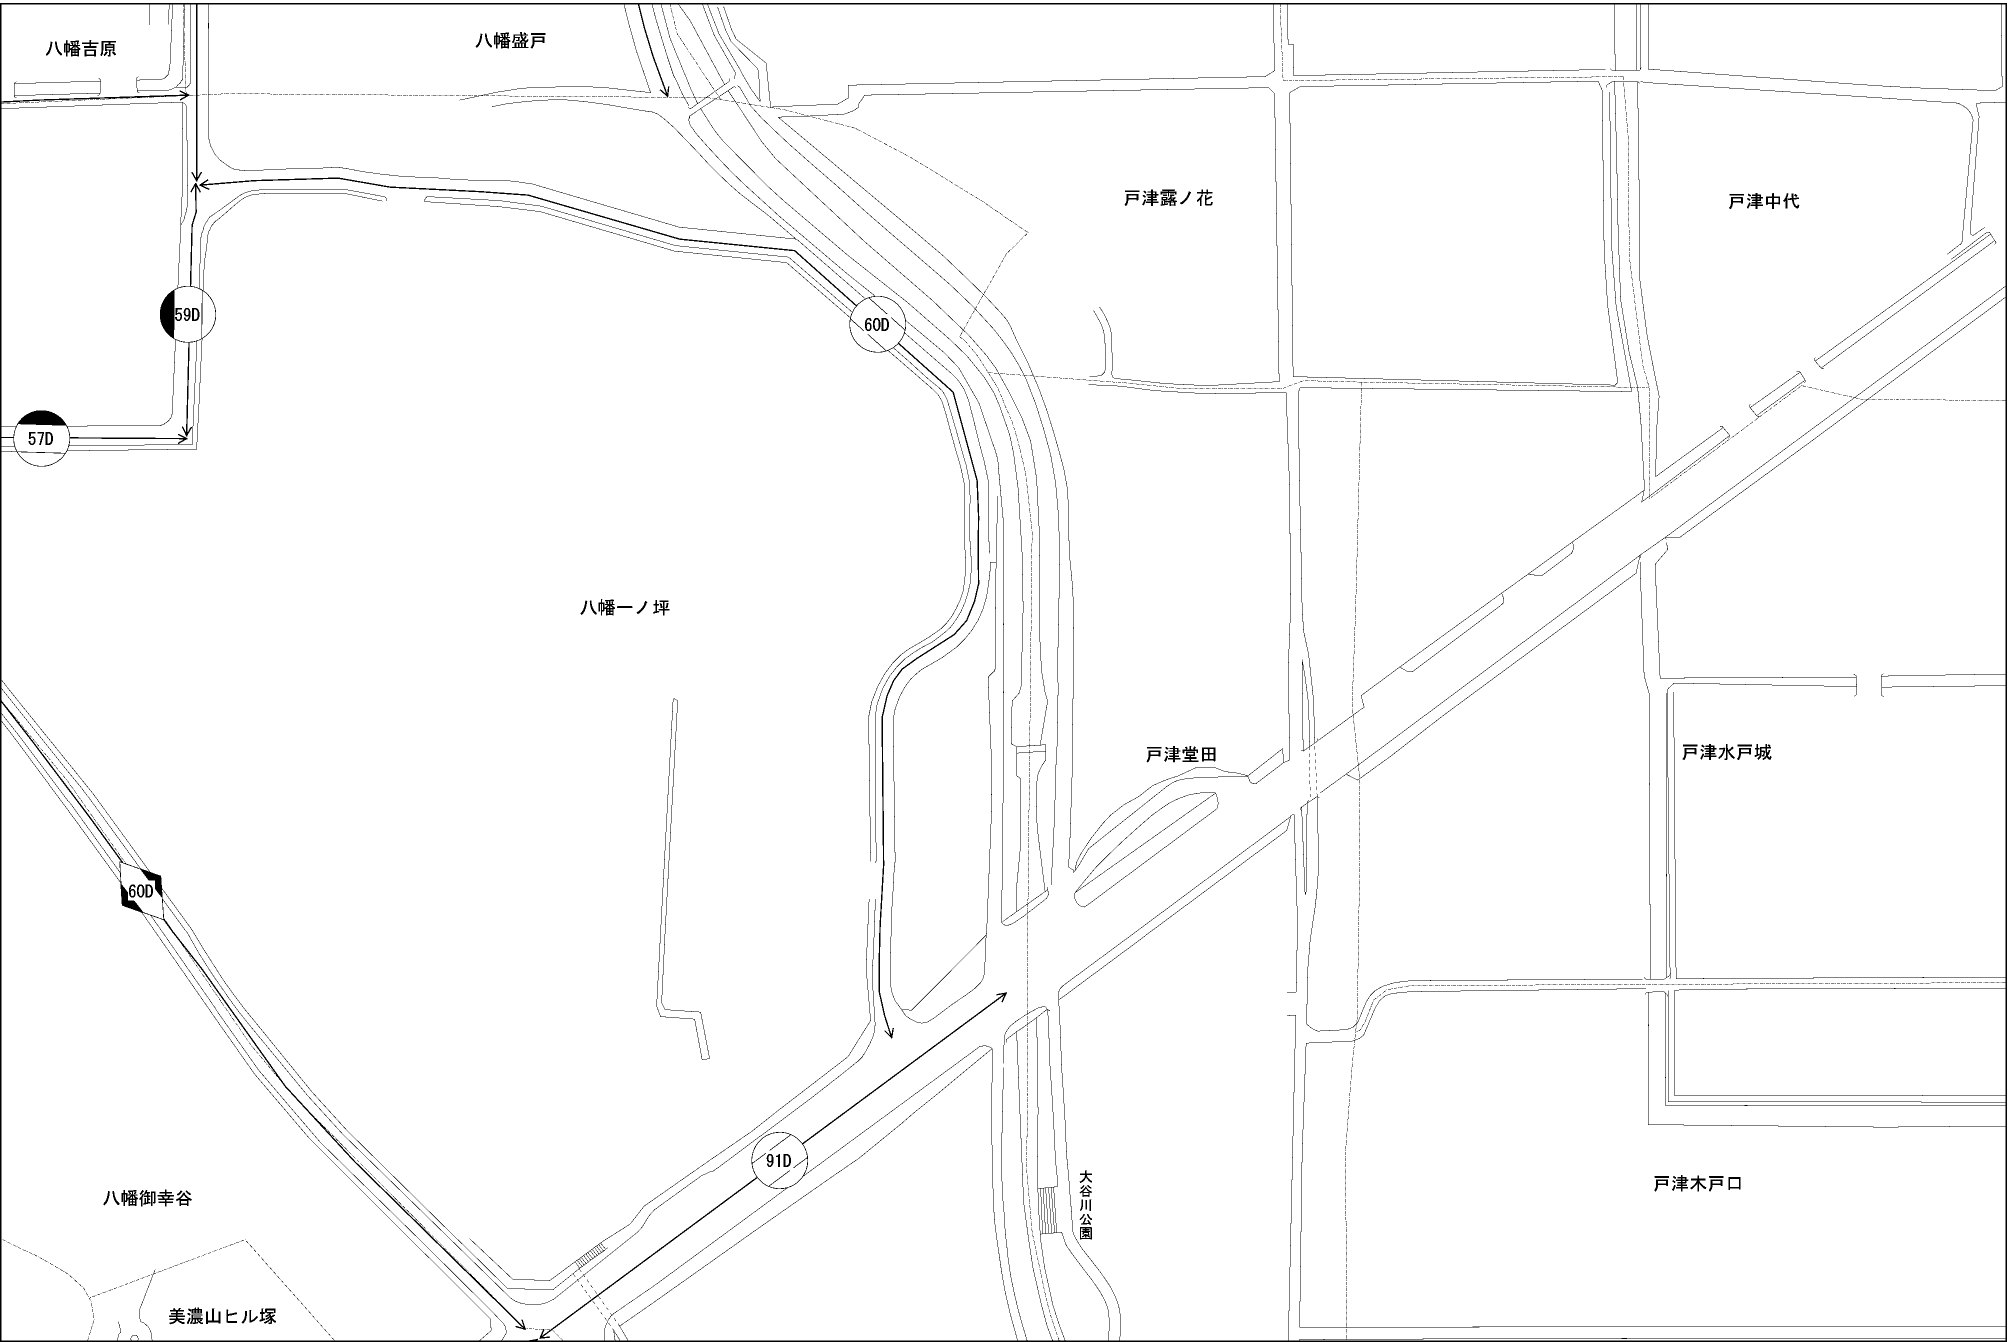 八幡吉原
八幡盛戸
戸津露ノ花
戸津中代
59D
60D
57D
八幡一ノ坪
戸津堂田
戸津水戸城
60D
91D
大谷川公園
戸津木戸口
八幡御幸谷
美濃山ヒル塚